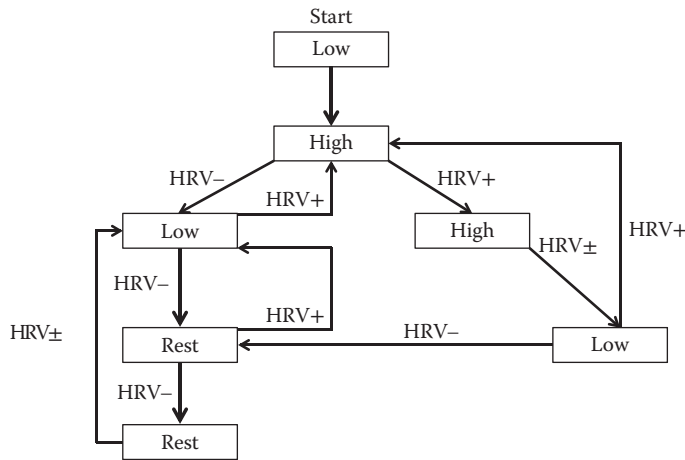 Start
Low
High
HRV–
HRV+
HRV+
Low
High
HRV±
HRV+
HRV–
HRV±
HRV+
HRV–
Rest
Low
HRV–
Rest